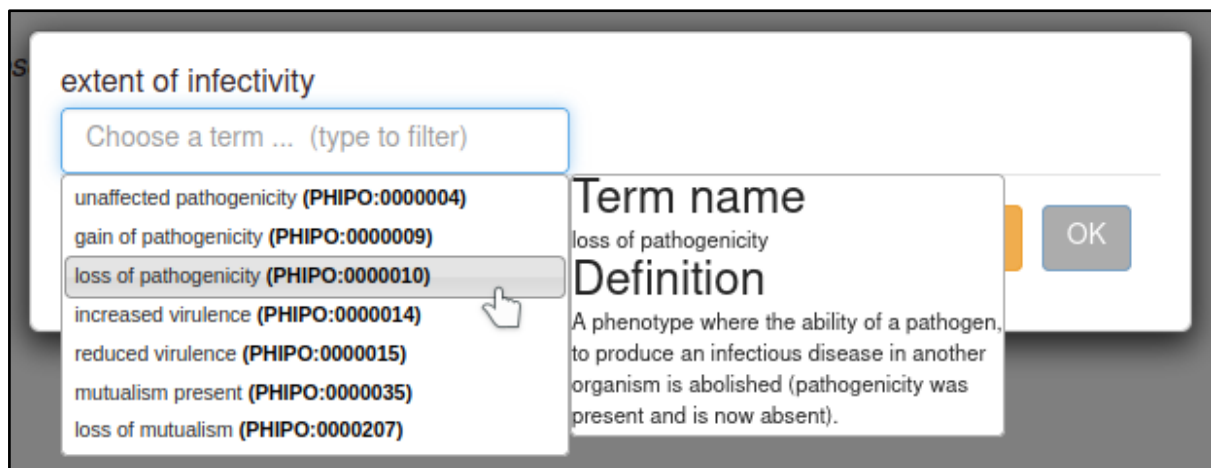 extent of infectivity
Choose a term ... (type to filter)
unaffected pathogenicity (PHIPO:0000004)
gain of pathogenicity (PHIPO:0000009)
loss of pathogenicity (PHIPO:0000010)
increased virulence (PHIPO:0000014)
reduced virulence (PHIPO:0000015)
mutualism present (PHIPO:0000035)
loss of mutualism (PHIPO:0000207)
Term name
loss of pathogenicity
Definition
A phenotype where the ability of a pathogen,
to produce an infectious disease in another
organism is abolished (pathogenicity was
present and is now absent).
OK